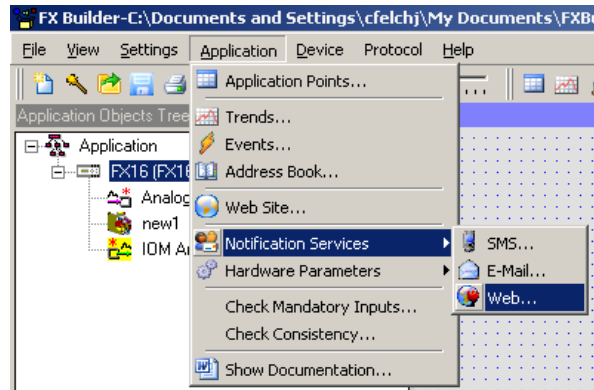 FX Builder-C:\Documents and Settings\cfelchj\My Documents\FXBu
File View Settings Application Device Protocol Help
Application Objects Tree
Application
FX16 (FX16
Analog
new1
IOM
Application Points...
Trends...
Events...
Address Book...
Web Site...
Notification Services
Hardware Parameters
Check Mandatory Inputs...
Check Consistency...
Show Documentation...
SMS...
E-Mail...
Web...